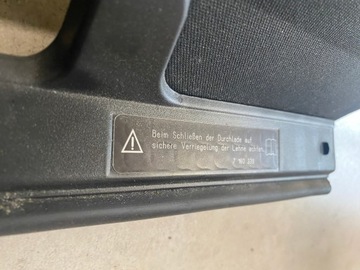 Beim Schließen der Durchlade auf
sichere Verriegelung der Lehne achten.